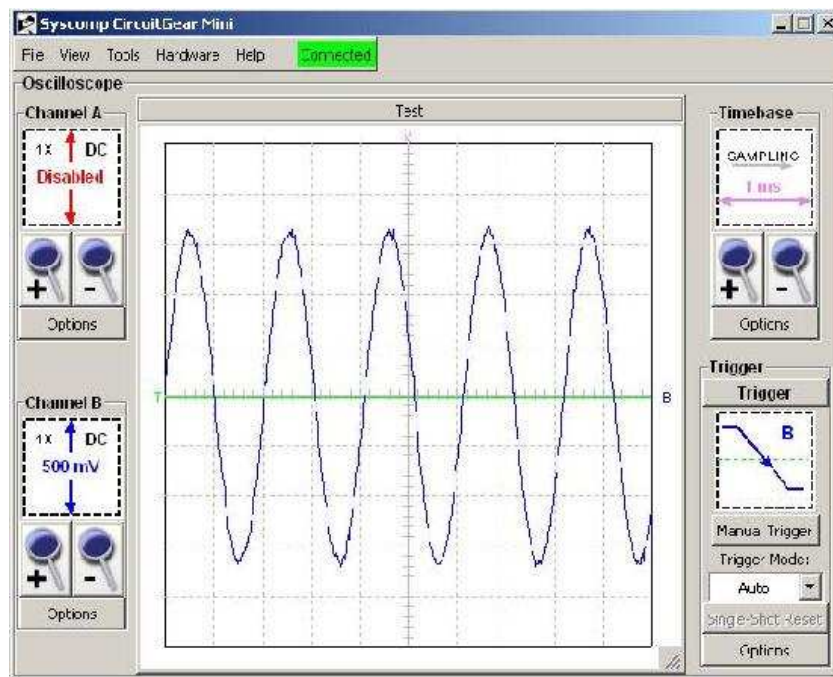 Syscomp CircuitGear Mini
File View Tools Hardware Help Connected
Oscilloscope
Channel A
1X DC
Disabled
+ -
Options
Channel B
1X DC
500 mV
+ -
Options
Test
X
T
B
Timebase
SAMPLING
1 ms
+ -
Options
Trigger
Trigger
B
Manual Trigger
Trigger Mode:
Auto
Single-Shot Reset
Options